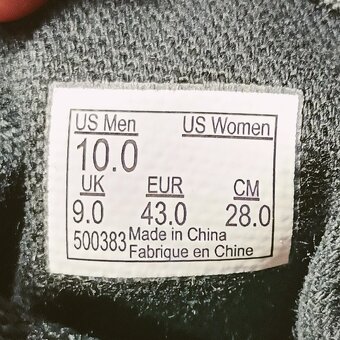 US Men US Women
10.0
UK EUR CM
9.0 43.0 28.0
500383 Made in China
Fabrique en Chine